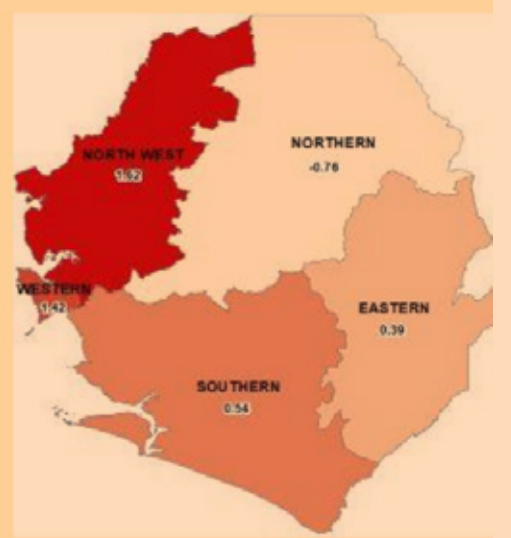 NORTHERN
-0.76
NORTH WEST
1.62
WESTERN
1.42
EASTERN
0.39
SOUTHERN
0.54